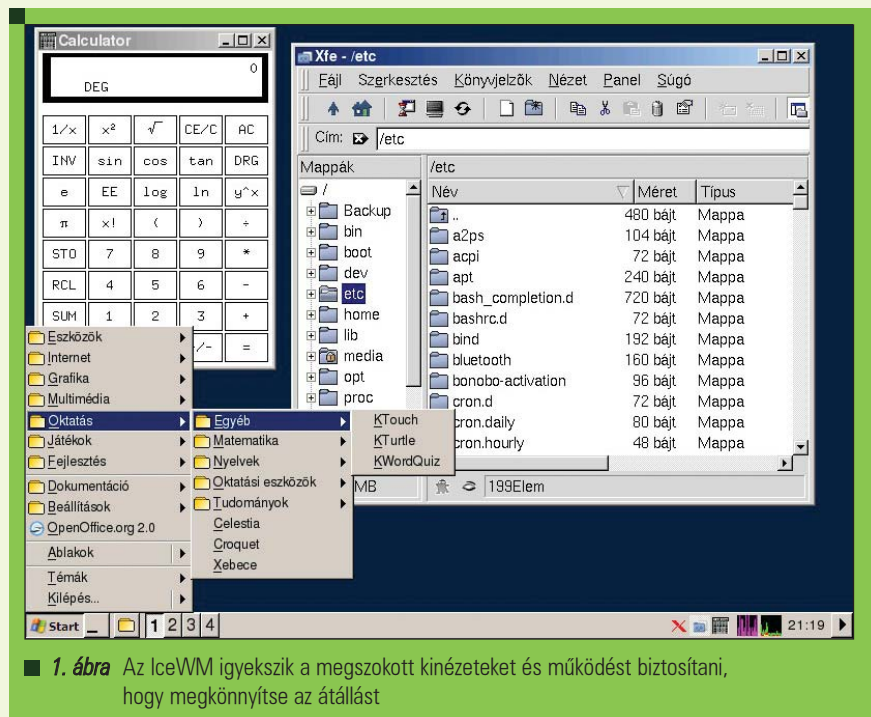 Calculator
0
DEG
1/x x² √ CE/C AC
INV sin cos tan DRG
e EE log ln y^x
π x! ( ) ÷
STO 7 8 9 *
RCL 4 5 6 -
SUM 1 2 3 +
/- =
Xfe - /etc
Fájl Szerkesztés Könyvjelzõk Nézet Panel Súgó
Cím: /etc
Mappák
/
Backup
bin
boot
dev
etc
home
lib
media
opt
proc
/etc
Név Méret Típus
.. 480 bájt Mappa
a2ps 104 bájt Mappa
acpi 72 bájt Mappa
apt 240 bájt Mappa
bash_completion.d 720 bájt Mappa
bashrc.d 72 bájt Mappa
bind 192 bájt Mappa
bluetooth 160 bájt Mappa
bonobo-activation 96 bájt Mappa
cron.d 72 bájt Mappa
cron.daily 80 bájt Mappa
cron.hourly 48 bájt Mappa
MB 199Elem
Eszközök
Internet
Grafika
Multimédia
Oktatás
Játékok
Fejlesztés
Dokumentáció
Beállítások
OpenOffice.org 2.0
Ablakok
Témák
Kilépés...
Egyéb
Matematika
Nyelvek
Oktatási eszközök
Tudományok
Celestia
Croquet
Xebece
KTouch
KTurtle
KWordQuiz
Start 1 2 3 4 21:19
1. ábra Az IceWM igyekszik a megszokott kinézeteket és működést biztosítani,
hogy megkönnyítse az átállást